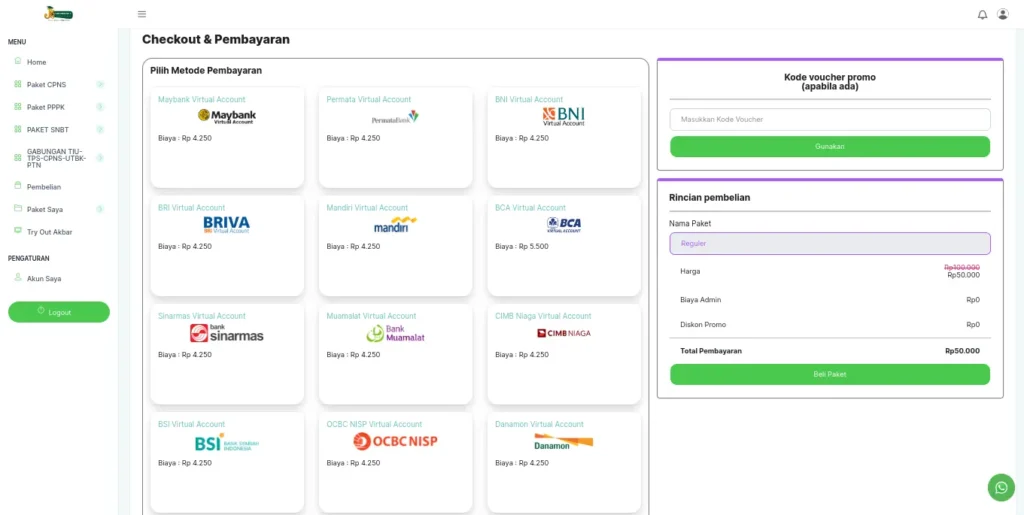 MENU
Home
Paket CPNS
Paket PPPK
PAKET SNBT
GABUNGAN TIU-
TPS-CPNS-UTBK-
PTN
Pembelian
Paket Saya
Try Out Akbar
PENGATURAN
Akun Saya
Logout
Checkout & Pembayaran
Pilih Metode Pembayaran
Maybank Virtual Account
Maybank
Virtual Account
Biaya : Rp 4.250
Permata Virtual Account
PermataBank
Biaya : Rp 4.250
BNI Virtual Account
BNI
Virtual Account
Biaya : Rp 4.250
BRI Virtual Account
BRIVA
Virtual Account
Biaya : Rp 4.250
Mandiri Virtual Account
mandiri
Biaya : Rp 4.250
BCA Virtual Account
BCA
VIRTUAL ACCOUNT
Biaya : Rp 5.500
Sinarmas Virtual Account
bank
sinarmas
Biaya : Rp 4.250
Muamalat Virtual Account
Bank
Muamalat
Biaya : Rp 4.250
CIMB Niaga Virtual Account
CIMB NIAGA
Biaya : Rp 4.250
BSI Virtual Account
BSI BANK SYARIAH
INDONESIA
Biaya : Rp 4.250
OCBC NISP Virtual Account
OCBC NISP
Biaya : Rp 4.250
Danamon Virtual Account
Danamon
Biaya : Rp 4.250
Kode voucher promo
(apabila ada)
Masukkan Kode Voucher
Gunakan
Rincian pembelian
Nama Paket
Reguler
Harga Rp100.000
Rp50.000
Biaya Admin Rp0
Diskon Promo Rp0
Total Pembayaran Rp50.000
Beli Paket